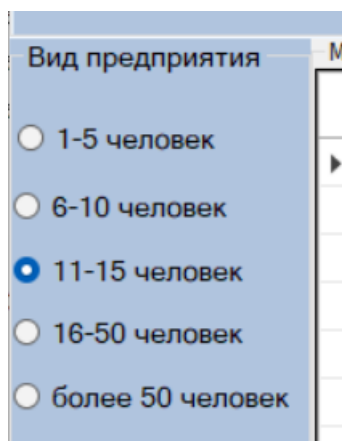 Вид предприятия
1-5 человек
6-10 человек
11-15 человек
16-50 человек
более 50 человек